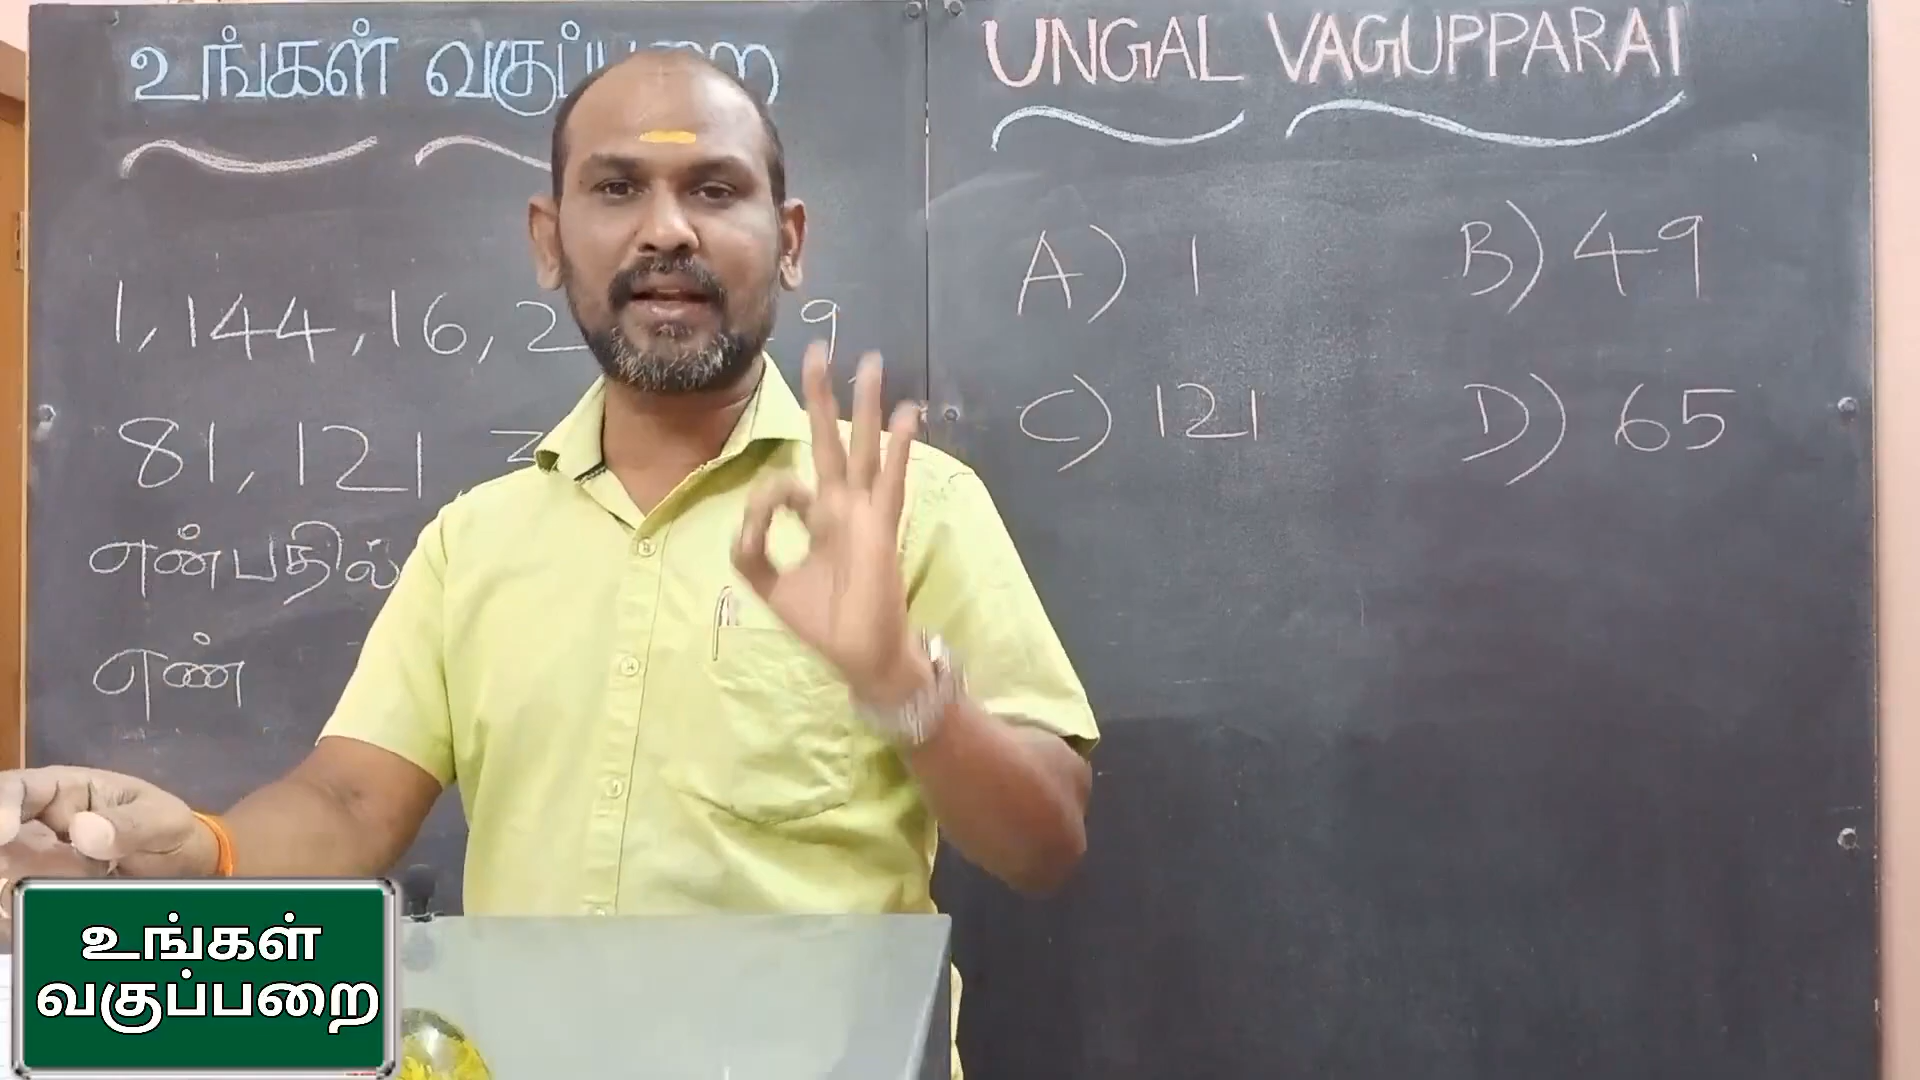 உங்கள் வகுப்பறை
UNGAL VAGUPPARAI
1, 144, 16, 2 9,
81, 121
என்பதில்
எண்
A) 1
B) 49
C) 121
D) 65
உங்கள்
வகுப்பறை